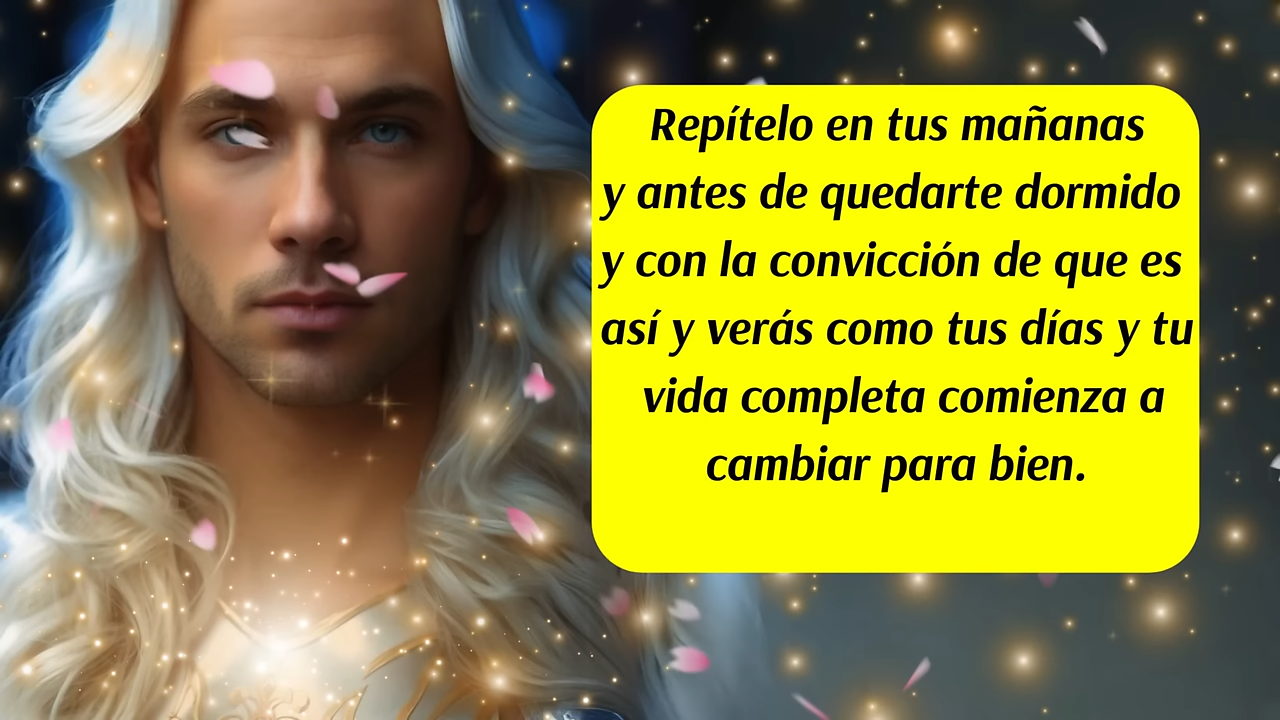 Repítelo en tus mañanas
y antes de quedarte dormido
y con la convicción de que es
así y verás como tus días y tu
vida completa comienza a
cambiar para bien.